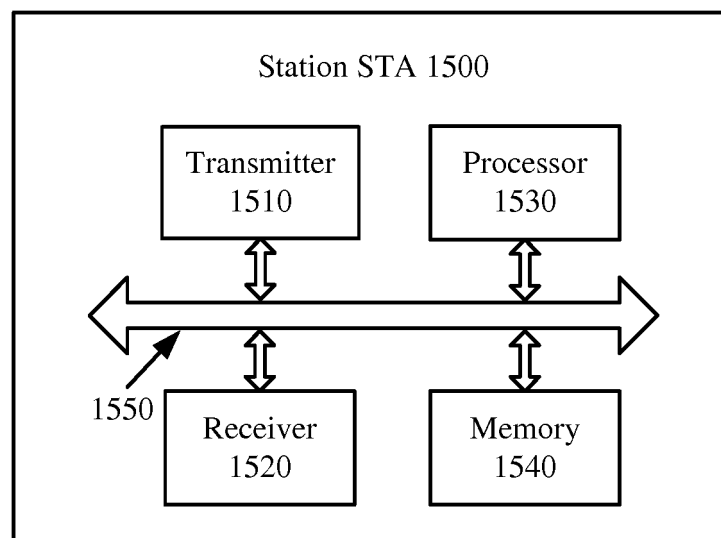 Station STA 1500
Transmitter
1510
Processor
1530
1550
Receiver
1520
Memory
1540